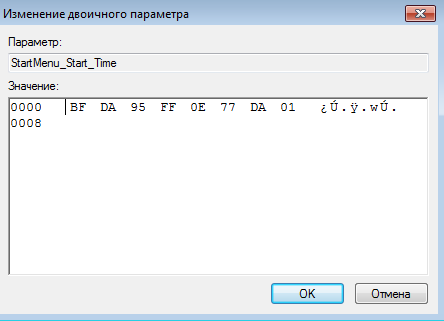 Изменение двоичного параметра
Параметр:
StartMenu_Start_Time
Значение:
0000 BF DA 95 FF 0E 77 DA 01 ¿Ú.ÿ.wÚ.
0008
OK
Отмена